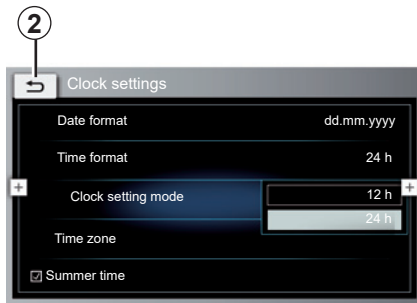 2
Clock settings
Date format dd.mm.yyyy
Time format 24 h
Clock setting mode 12 h
24 h
Time zone
Summer time